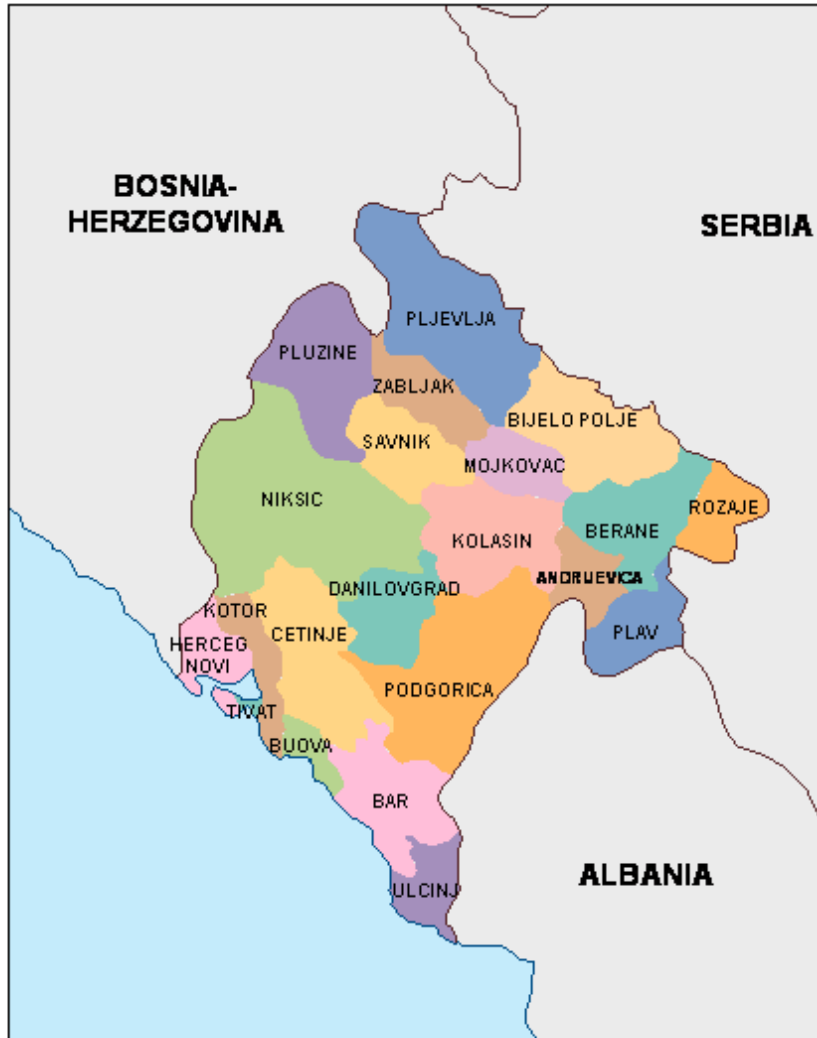 BOSNIA-
HERZEGOVINA
SERBIA
PLJEVLJA
PLUZINE
ZABLJAK
BIJELO POLJE
SAVNIK
MOJKOVAC
NIKSIC
ROZAJE
BERANE
KOLASIN
ANDRIJEVICA
DANILOVGRAD
KOTOR
CETINJE
PLAV
HERCEG
NOVI
PODGORICA
TIVAT
BUOVA
BAR
ALBANIA
ULCINJ